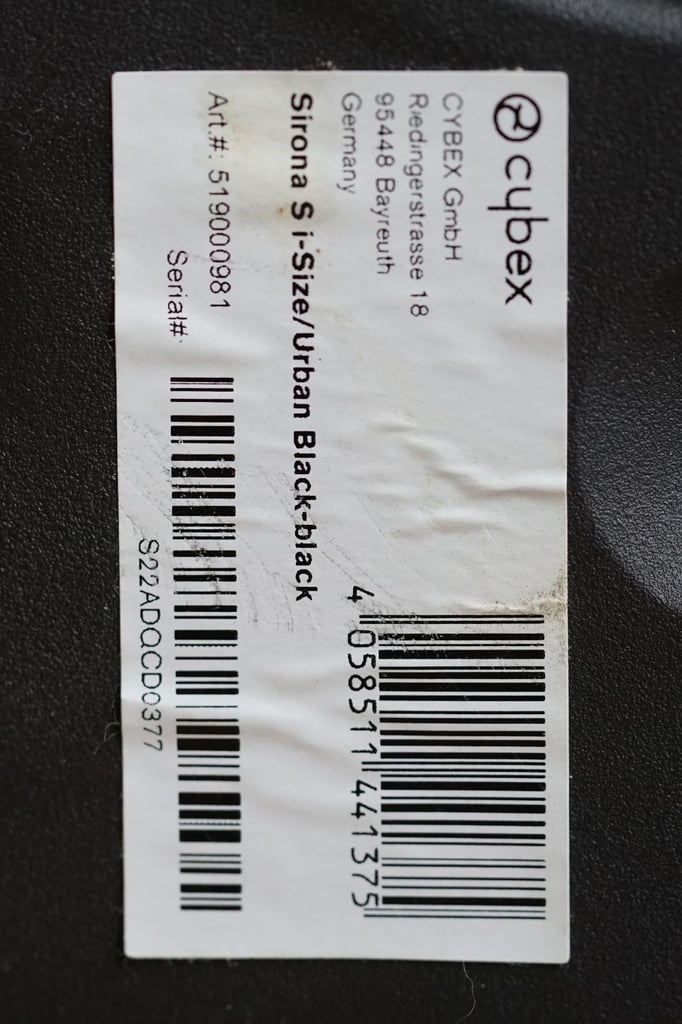 cybex
CYBEX GmbH
Riedingerstrasse 18
95448 Bayreuth
Germany
Sirona S i-Size/Urban Black-black
Art.#: 519000981
Serial#:
S22ADQCD0377
4 058511 441375